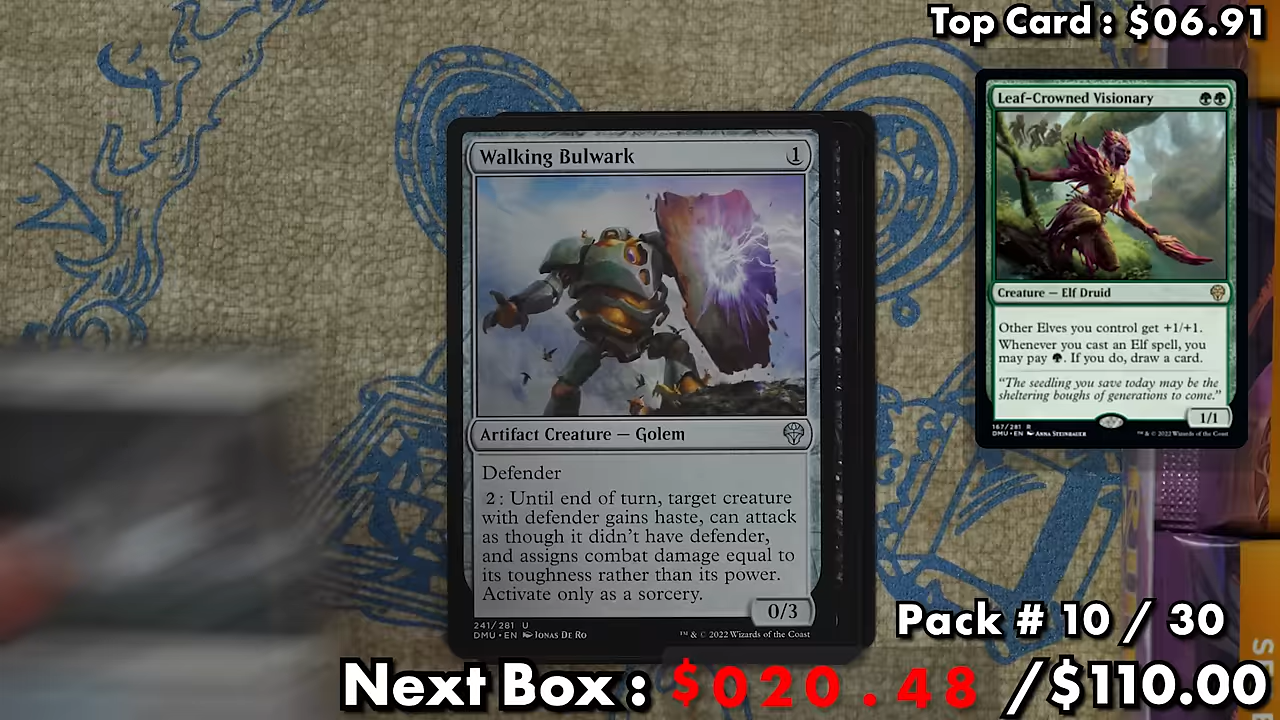 Top Card : $06.91
Leaf-Crowned Visionary
Creature — Elf Druid
Other Elves you control get +1/+1.
Whenever you cast an Elf spell, you
may pay . If you do, draw a card.
“The seedling you save today may be the
sheltering boughs of generations to come.”
1/1
167/281 R
DMU • EN Anna Steinbauer
™ & © 2022 Wizards of the Coast
Walking Bulwark 1
Artifact Creature — Golem
Defender
2 : Until end of turn, target creature
with defender gains haste, can attack
as though it didn’t have defender,
and assigns combat damage equal to
its toughness rather than its power.
Activate only as a sorcery.
0/3
241/281 U
DMU • EN Jonas De Ro
™ & © 2022 Wizards of the Coast
Pack # 10 / 30
Next Box : $020.48 /$110.00